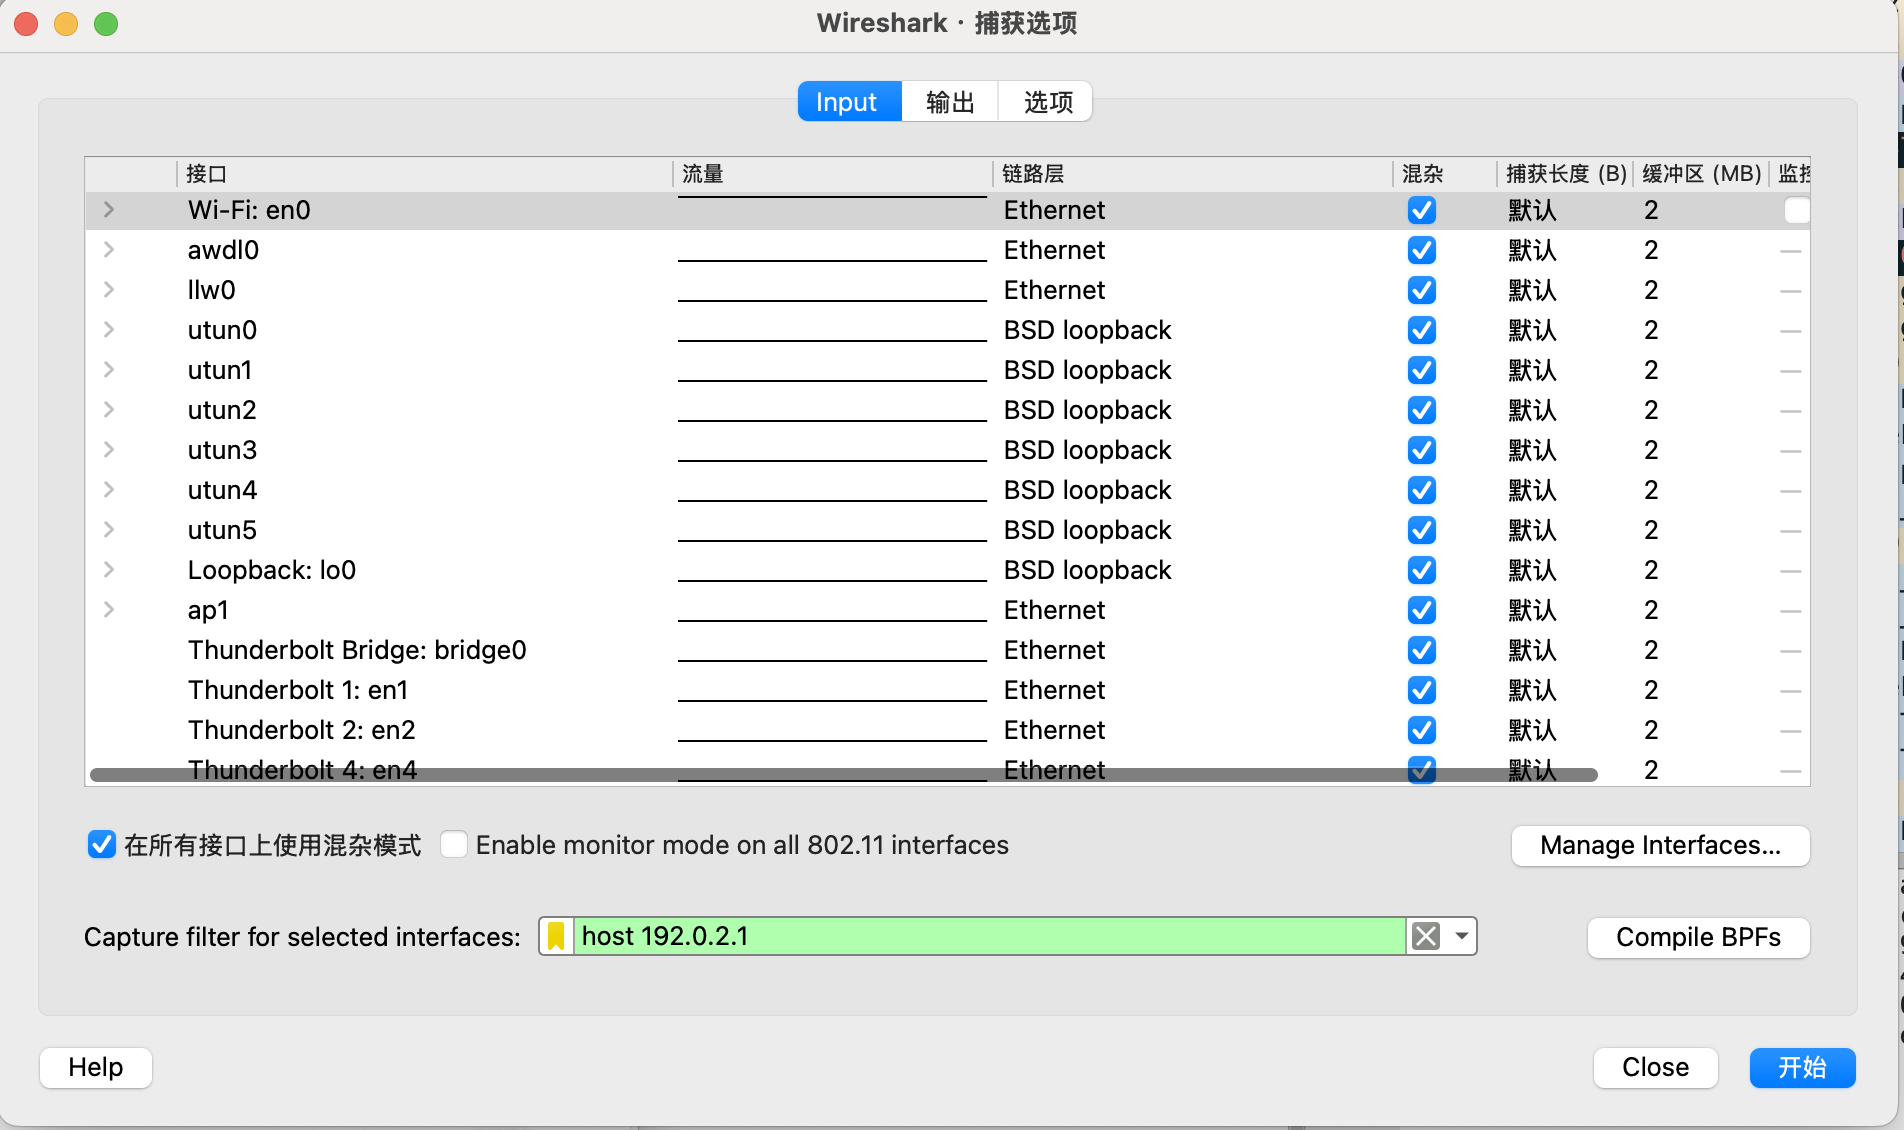 Wireshark · 捕获选项
Input 输出 选项
接口 流量 链路层 混杂 捕获长度 (B) 缓冲区 (MB) 监控
Wi-Fi: en0 Ethernet 默认 2
awdl0 Ethernet 默认 2
llw0 Ethernet 默认 2
utun0 BSD loopback 默认 2
utun1 BSD loopback 默认 2
utun2 BSD loopback 默认 2
utun3 BSD loopback 默认 2
utun4 BSD loopback 默认 2
utun5 BSD loopback 默认 2
Loopback: lo0 BSD loopback 默认 2
ap1 Ethernet 默认 2
Thunderbolt Bridge: bridge0 Ethernet 默认 2
Thunderbolt 1: en1 Ethernet 默认 2
Thunderbolt 2: en2 Ethernet 默认 2
Thunderbolt 4: en4 Ethernet 默认 2
在所有接口上使用混杂模式 Enable monitor mode on all 802.11 interfaces Manage Interfaces...
Capture filter for selected interfaces: host 192.0.2.1 Compile BPFs
Help Close 开始